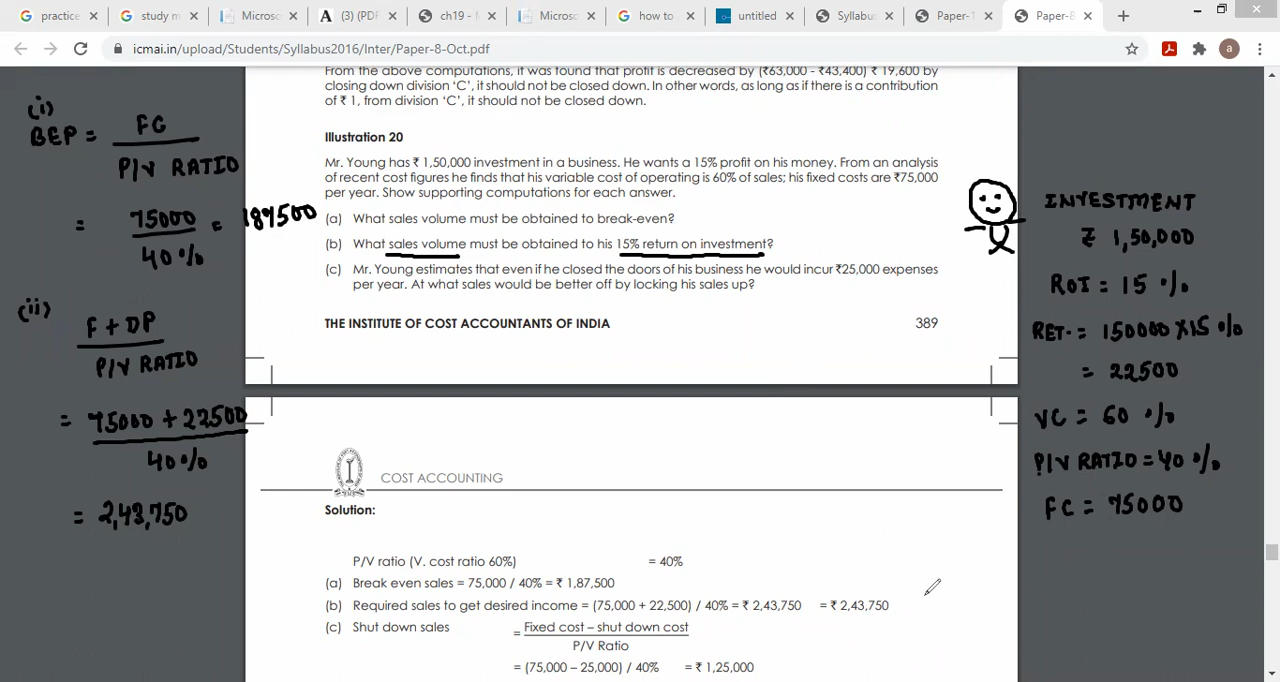 practice
study m
Microso
(3) (PDF
ch19 -
Microso
how to
untitled
Syllabus
Paper-1
Paper-8
icmai.in/upload/Students/Syllabus2016/Inter/Paper-8-Oct.pdf
From the above computations, it was found that profit is decreased by (₹63,000 - ₹43,400) ₹ 19,600 by
closing down division ‘C’, it should not be closed down. In other words, as long as if there is a contribution
of ₹ 1, from division ‘C’, it should not be closed down.
Illustration 20
Mr. Young has ₹ 1,50,000 investment in a business. He wants a 15% profit on his money. From an analysis
of recent cost figures he finds that his variable cost of operating is 60% of sales; his fixed costs are ₹75,000
per year. Show supporting computations for each answer.
(a) What sales volume must be obtained to break-even?
(b) What sales volume must be obtained to his 15% return on investment?
(c) Mr. Young estimates that even if he closed the doors of his business he would incur ₹25,000 expenses
per year. At what sales would be better off by locking his sales up?
THE INSTITUTE OF COST ACCOUNTANTS OF INDIA 389
COST ACCOUNTING
Solution:
P/V ratio (V. cost ratio 60%) = 40%
(a) Break even sales = 75,000 / 40% = ₹ 1,87,500
(b) Required sales to get desired income = (75,000 + 22,500) / 40% = ₹ 2,43,750 = ₹ 2,43,750
(c) Shut down sales = Fixed cost – shut down cost
P/V Ratio
= (75,000 – 25,000) / 40% = ₹ 1,25,000
(i)
BEP = FC
P/V RATIO
= 75000 = 187500
40%
(ii)
F + DP
P/V RATIO
= 75000 + 22500
40%
= 2,43,750
INVESTMENT
₹ 1,50,000
ROI = 15 %
RET. = 150000 X 15 %
= 22500
VC = 60 %
P/V RATIO = 40 %
FC = 75000